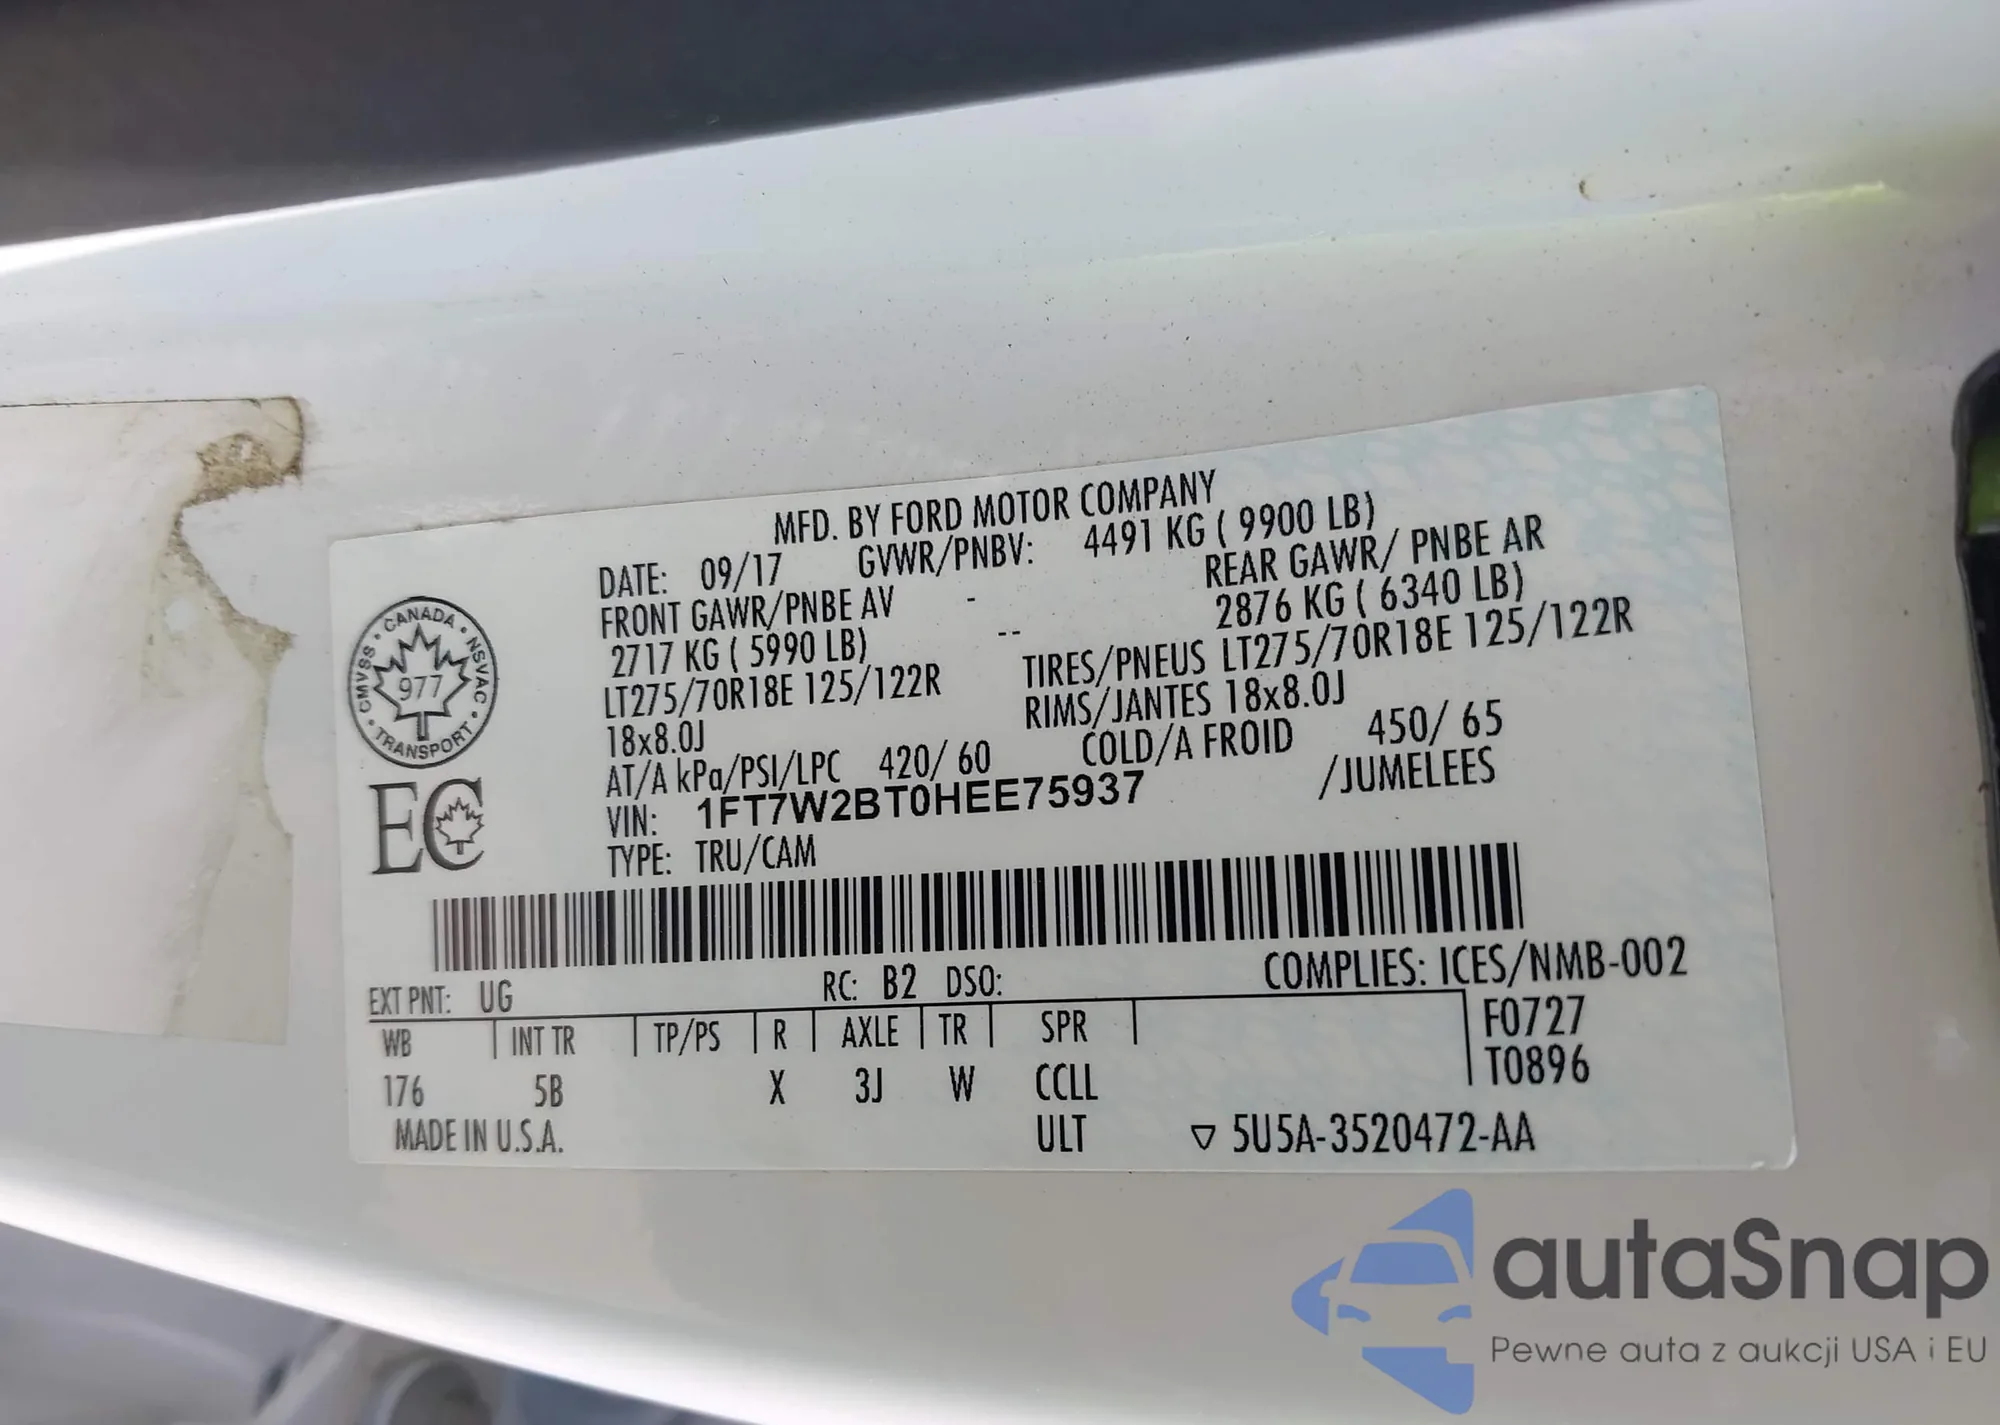 MFD. BY FORD MOTOR COMPANY
DATE: 09/17 GVWR/PNBV: 4491 KG ( 9900 LB)
FRONT GAWR/PNBE AV - REAR GAWR/ PNBE AR
2717 KG ( 5990 LB) -- 2876 KG ( 6340 LB)
LT275/70R18E 125/122R TIRES/PNEUS LT275/70R18E 125/122R
18x8.0J RIMS/JANTES 18x8.0J
AT/A kPa/PSI/LPC 420/ 60 COLD/A FROID 450/ 65
VIN: 1FT7W2BT0HEE75937 /JUMELEES
TYPE: TRU/CAM
CANADA · NSVAC · TRANSPORT · CMVSS ·
977
EC
EXT PNT: UG RC: B2 DSO: COMPLIES: ICES/NMB-002
WB INT TR TP/PS R AXLE TR SPR F0727
176 5B X 3J W CCLL T0896
MADE IN U.S.A. ULT ▽ 5U5A-3520472-AA
autaSnap
Pewne auta z aukcji USA i EU